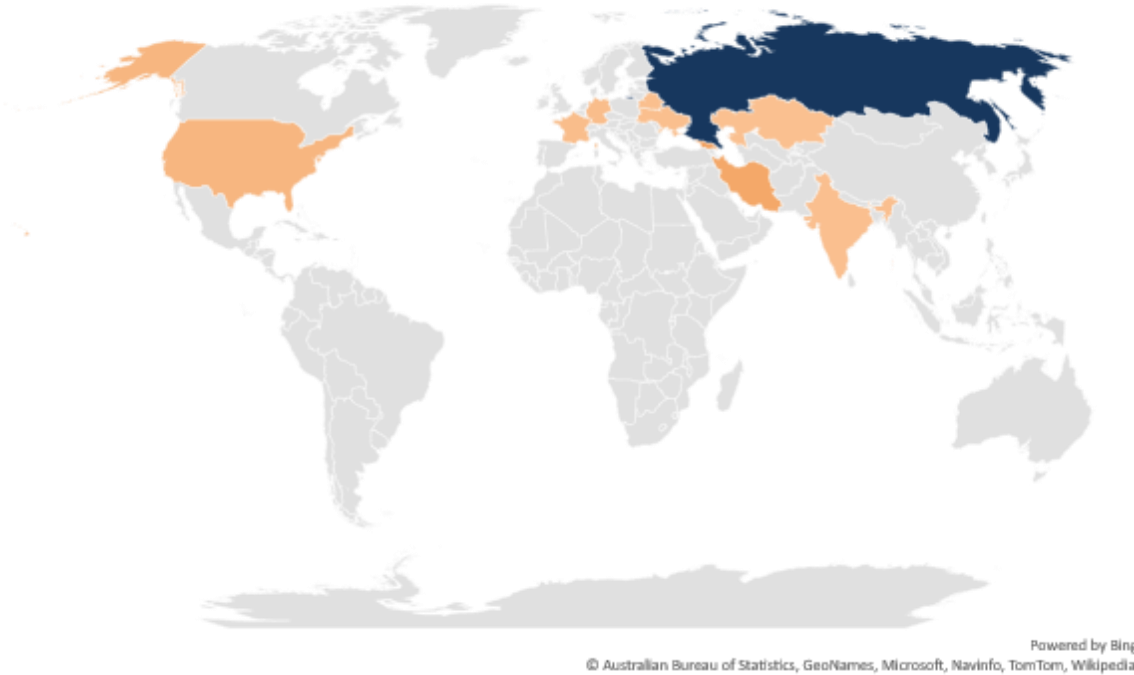 Powered by Bing
© Australian Bureau of Statistics, GeoNames, Microsoft, Navinfo, TomTom, Wikipedia